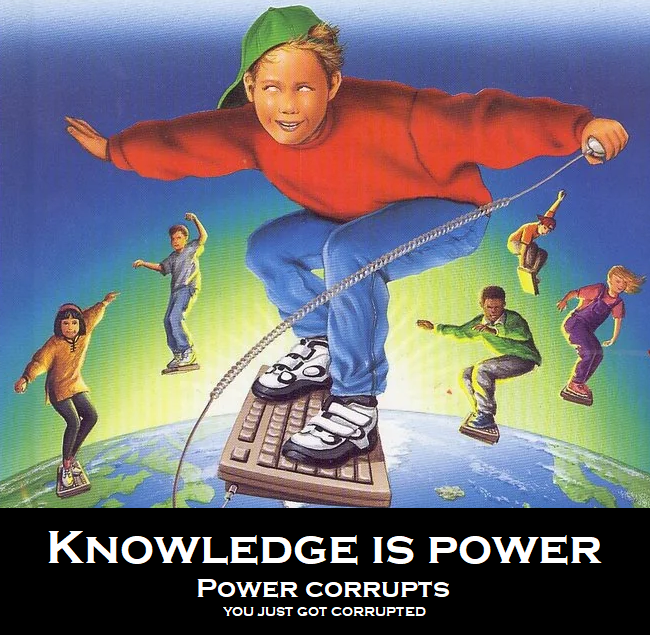 Knowledge is power
Power corrupts
you just got corrupted